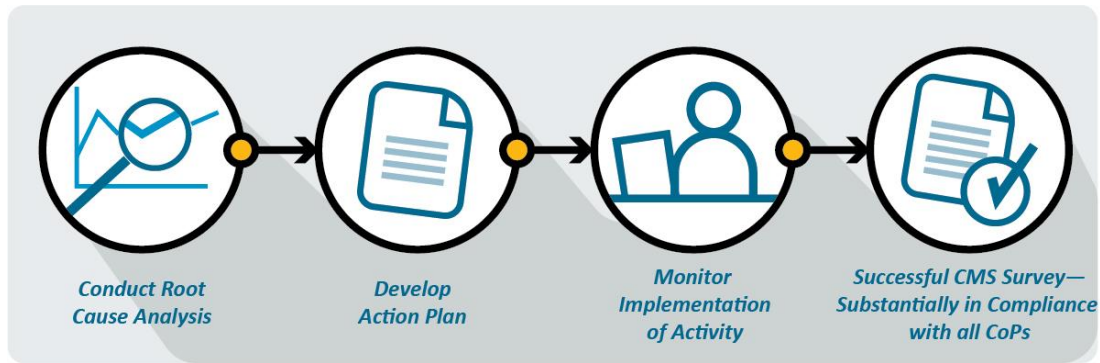 Conduct Root
Cause Analysis
Develop
Action Plan
Monitor
Implementation
of Activity
Successful CMS Survey—
Substantially in Compliance
with all CoPs